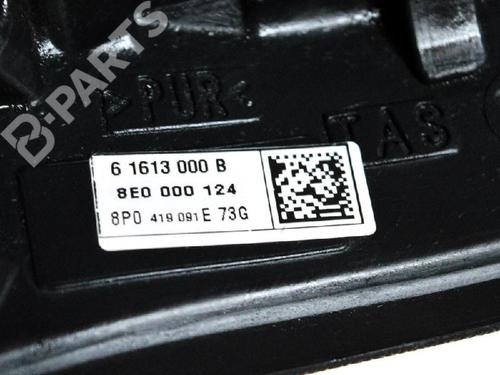 B-PARTS
>PUR<
TAS
6 1613 000 B
8E0 000 124
8P0 419 091 E 73G